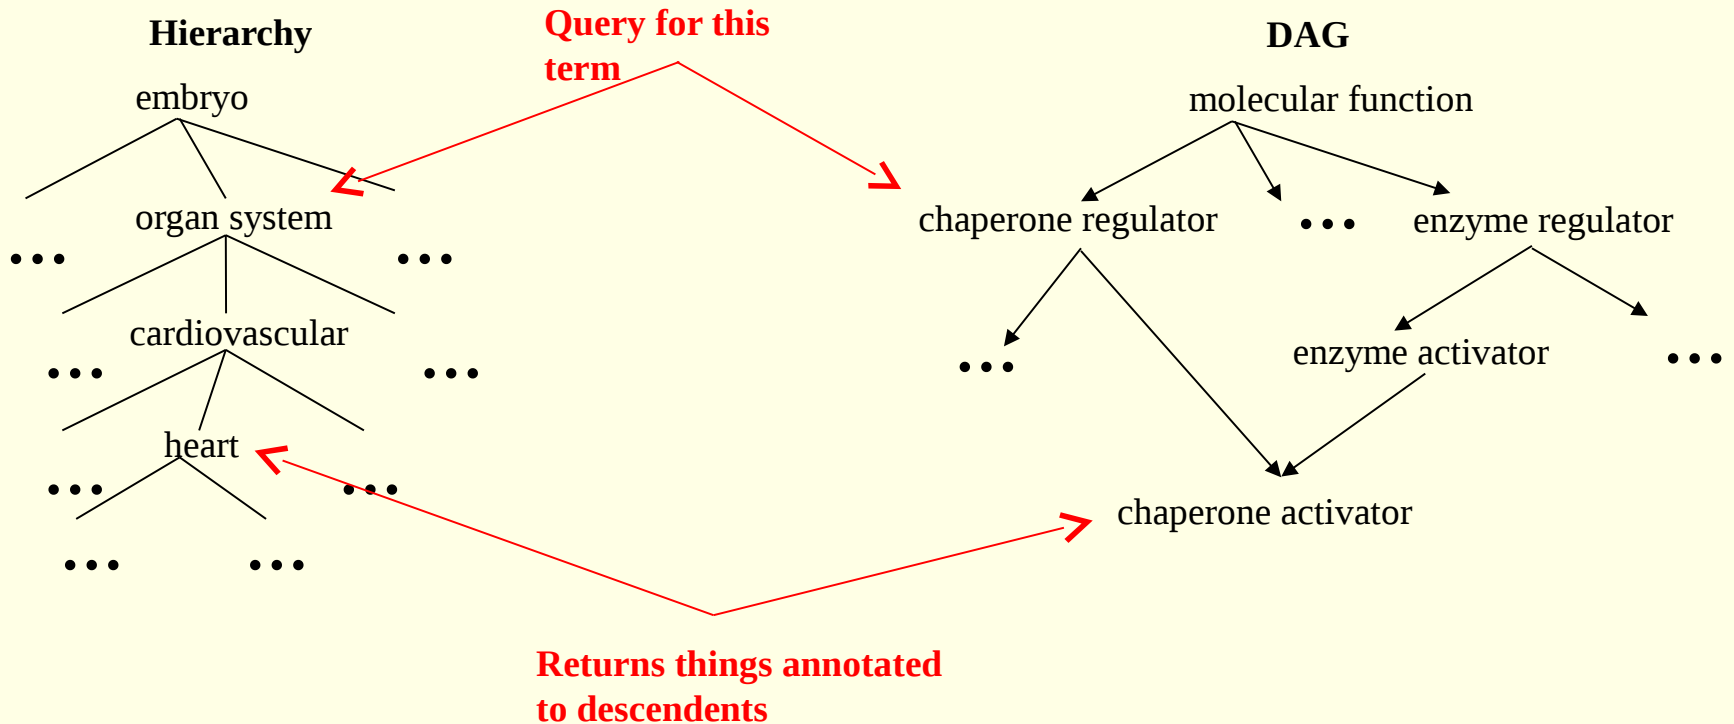 Hierarchy
Query for this
term
DAG
embryo
molecular function
organ system
chaperone regulator
...
enzyme regulator
...
...
cardiovascular
...
...
...
enzyme activator
...
heart
...
...
chaperone activator
...
...
Returns things annotated
to descendents